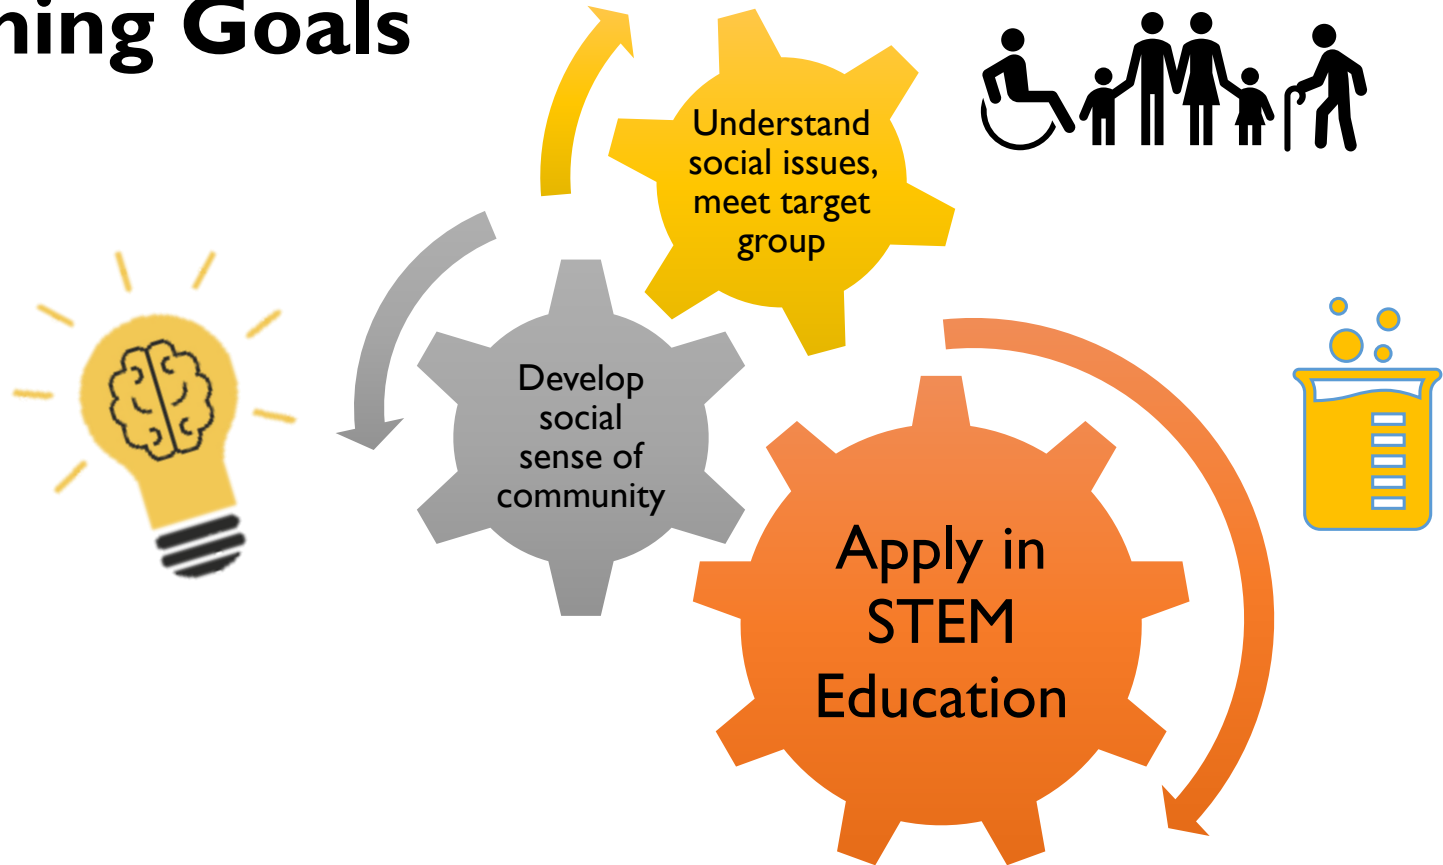 ning Goals
Understand
social issues,
meet target
group
Develop
social
sense of
community
Apply in
STEM
Education